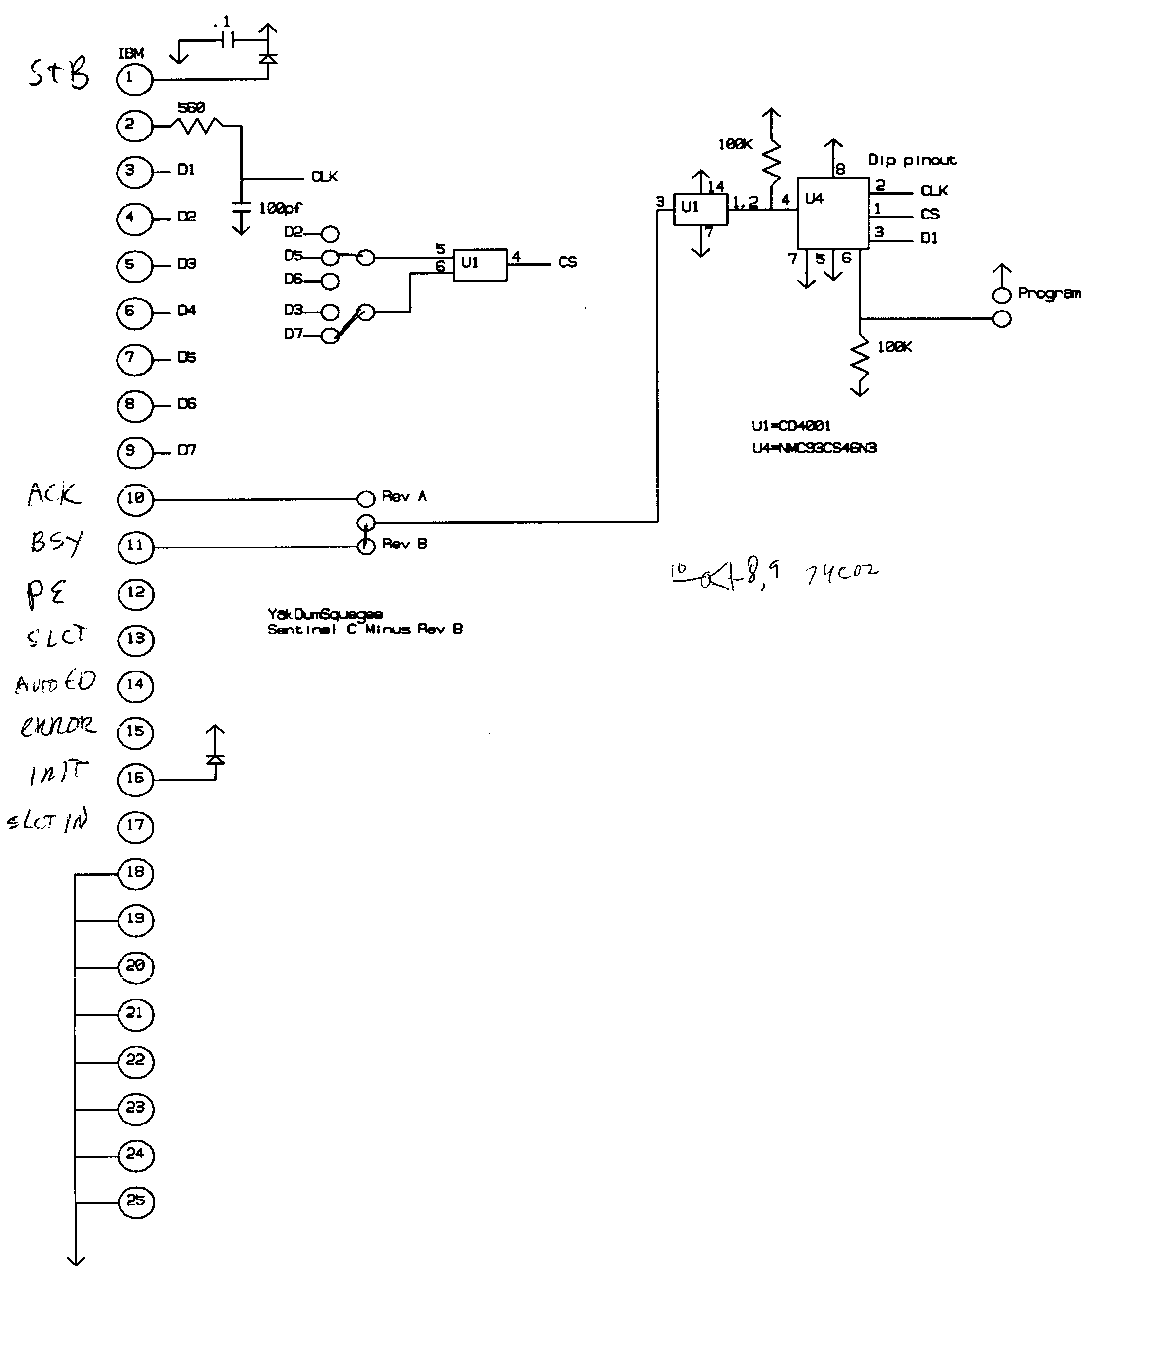 .1
IBM
STB
1
560
2
3 D1
CLK
4 D2
100pf
D2
5 D3
D5
5
U1
4
CS
6
D6
6 D4
D3
D7
7 D5
8 D6
9 D7
100K
8
Dip pinout
14
3
U1
1,2
4
U4
2
CLK
1
CS
3
D1
7
7
5
6
Program
100K
U1=CD4001
U4=NMC93CS46N3
ACK
10
Rev A
BSY
11
Rev B
10
8,9 74C02
PE
12
YakDumSquegee
Sentinel C Minus Rev B
SLCT
13
14
ERROR
15
INIT
16
SLCT IN
17
18
19
20
21
22
23
24
25